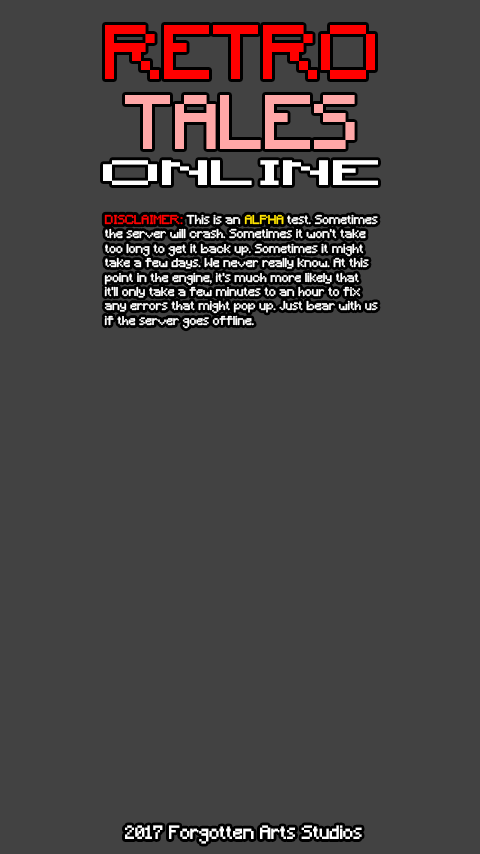 RETRO
TALES
ONLINE
DISCLAIMER: This is an ALPHA test. Sometimes
the server will crash. Sometimes it won't take
too long to get it back up. Sometimes it might
take a few days. We never really know. At this
point in the engine, it's much more likely that
it'll only take a few minutes to an hour to fix
any errors that might pop up. Just bear with us
if the server goes offline.
2017 Forgotten Arts Studios